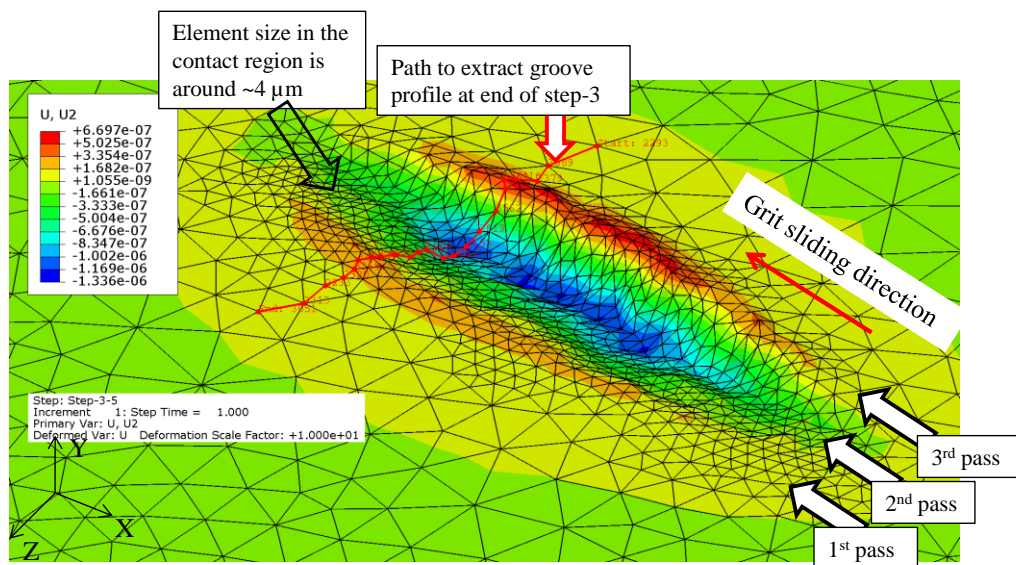 Element size in the
contact region is
around ~4 µm
Path to extract groove
profile at end of step-3
U, U2
+6.697e-07
+5.025e-07
+3.354e-07
+1.682e-07
+1.055e-09
-1.661e-07
-3.333e-07
-5.004e-07
-6.676e-07
-8.347e-07
-1.002e-06
-1.169e-06
-1.336e-06
Grit sliding direction
Step: Step-3-5
Increment 1: Step Time = 1.000
Primary Var: U, U2
Deformed Var: U Deformation Scale Factor: +1.000e+01
Y
X
Z
3rd pass
2nd pass
1st pass